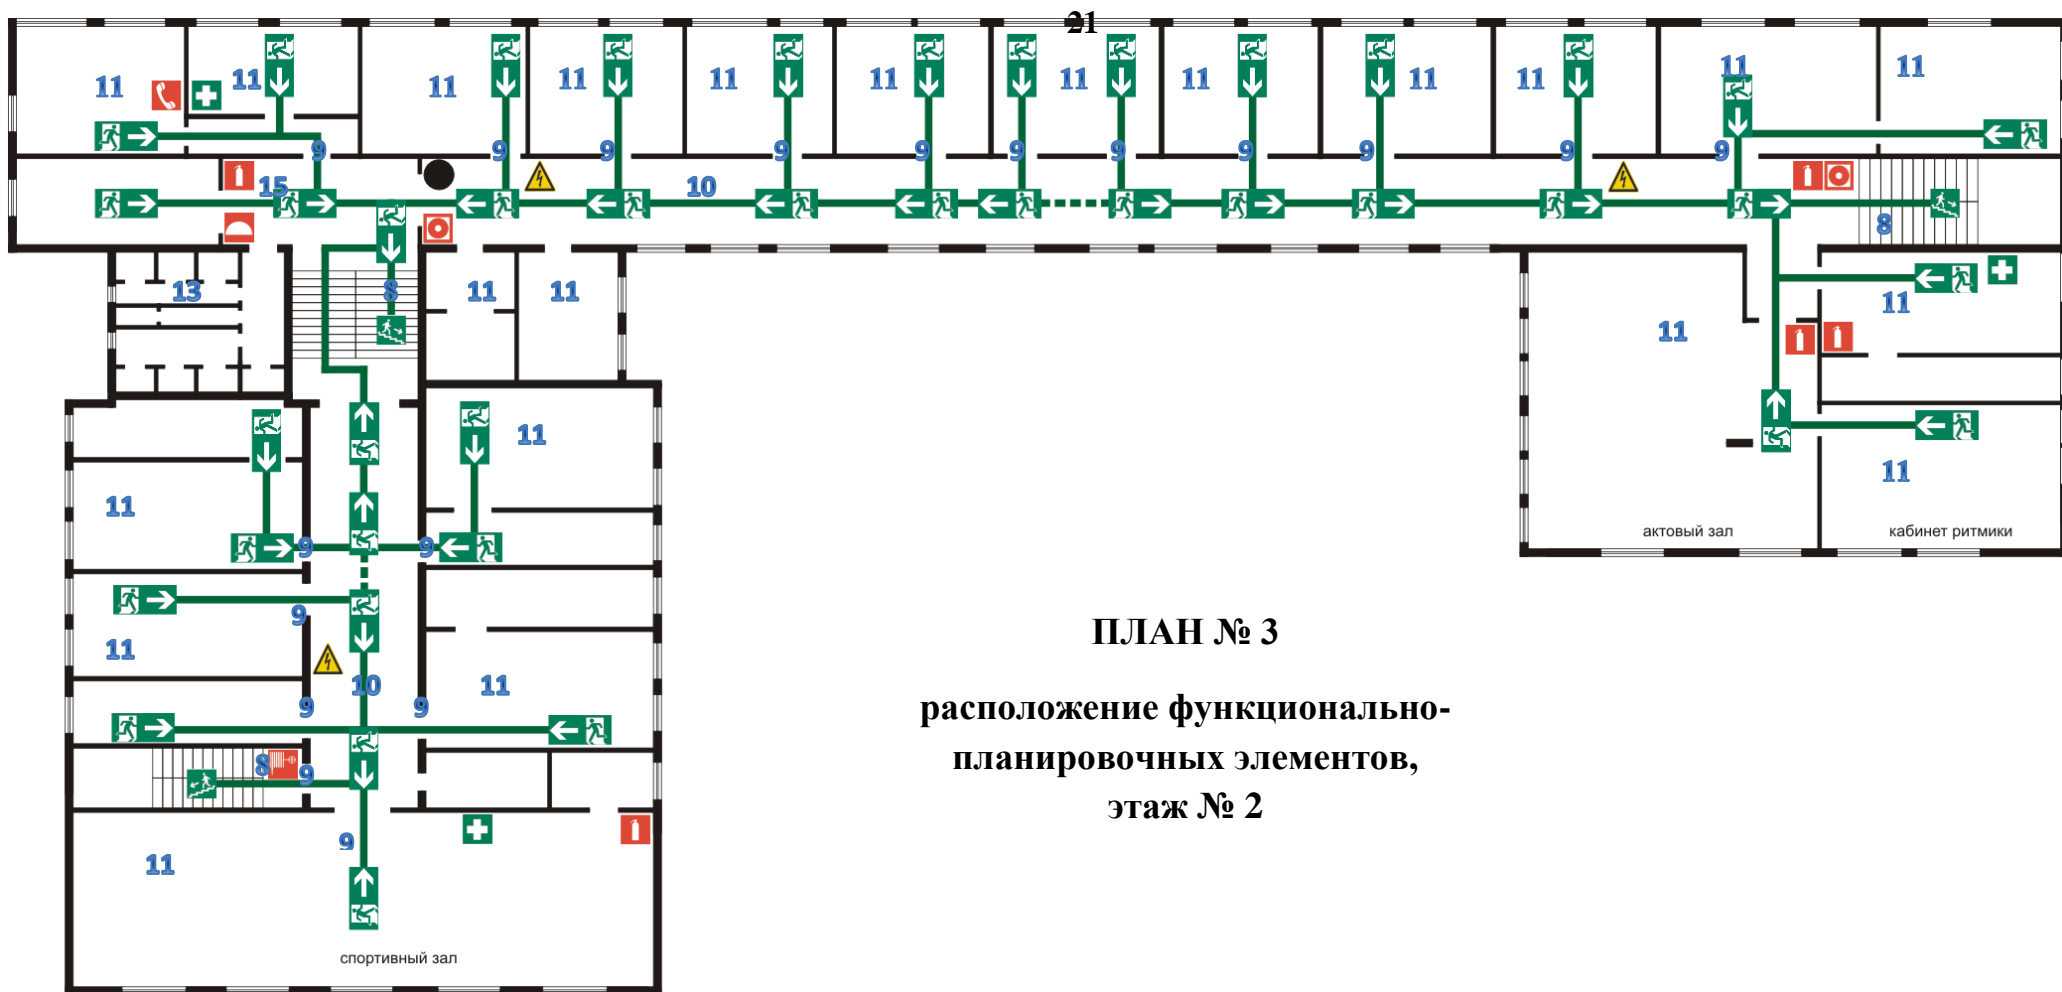 21
11 11 11 11 11 11 11 11 11 11 11 11
9 9 9 9 9 9 9 9 9 9 9
15 10
8
13 8 11 11 11
11
11
11 11
9 9
актовый зал кабинет ритмики
9
ПЛАН № 3
11
10 11
9 9
расположение функционально-
планировочных элементов,
8 9
этаж № 2
9
11
спортивный зал